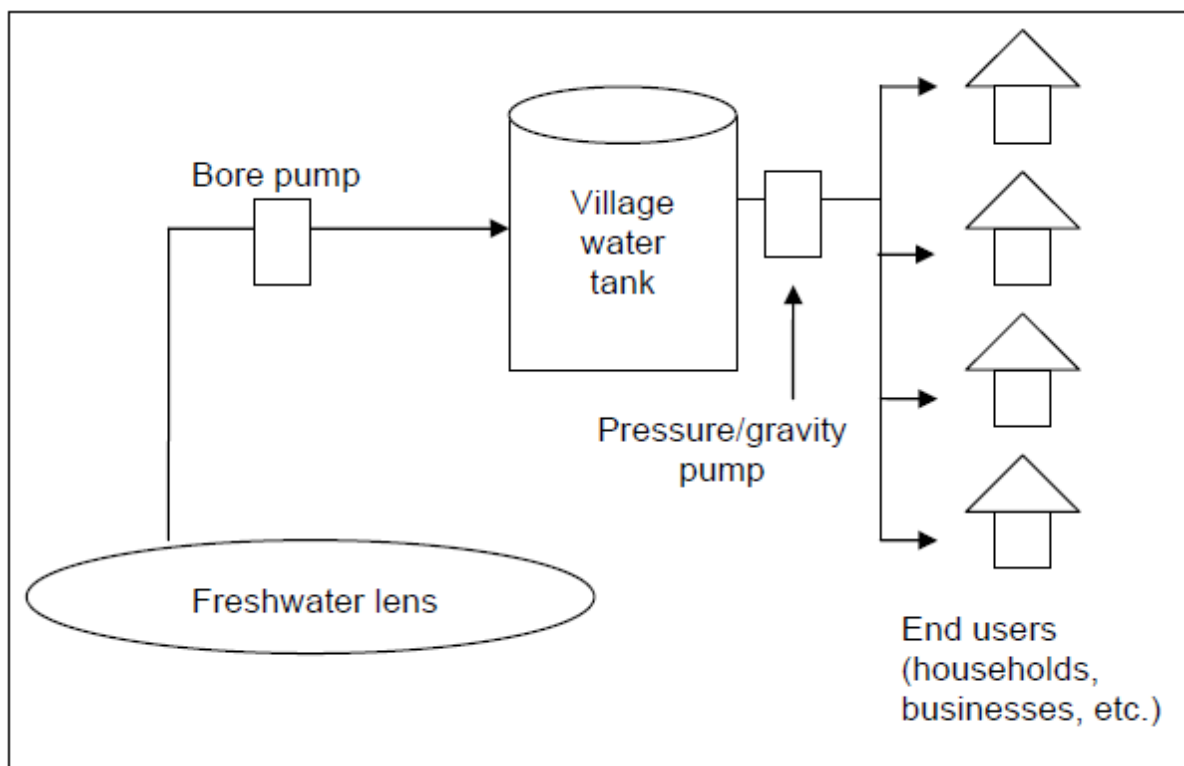 Bore pump
Village
water
tank
Pressure/gravity
pump
Freshwater lens
End users
(households,
businesses, etc.)